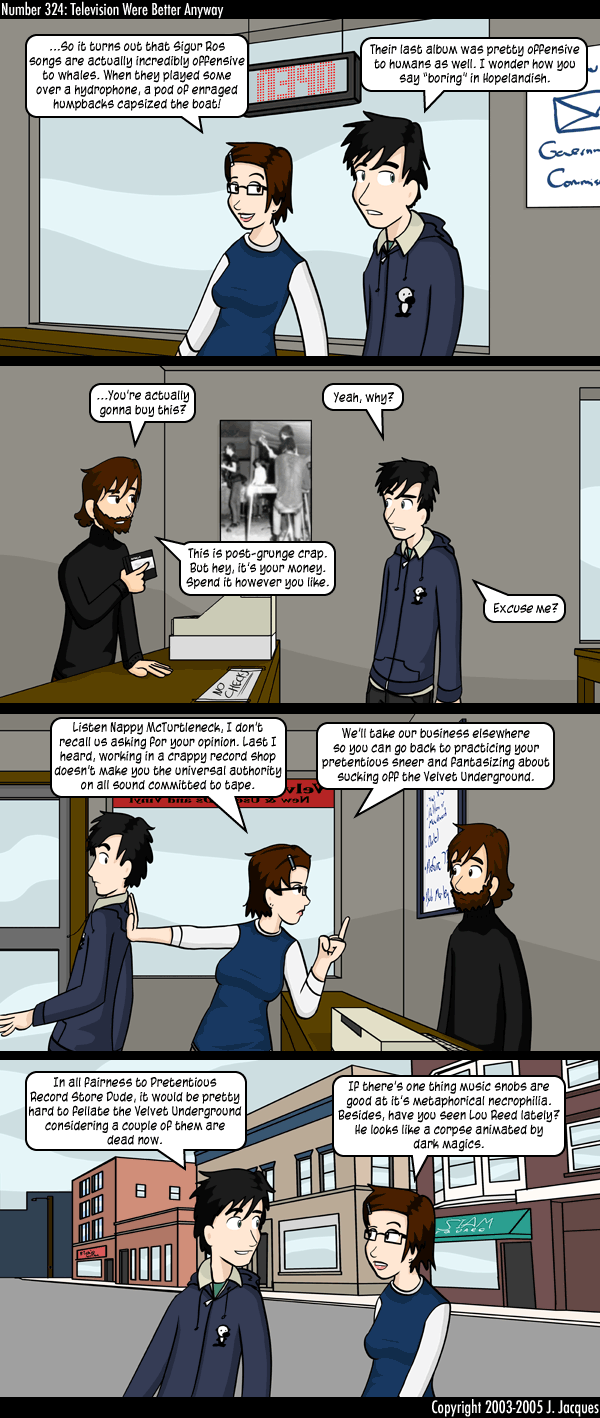 Number 324: Television Were Better Anyway
...So it turns out that Sigur Ros
songs are actually incredibly offensive
to whales. When they played some
over a hydrophone, a pod of enraged
humpbacks capsized the boat!
Their last album was pretty offensive
to humans as well. I wonder how you
say "boring" in Hopelandish.
Govern
Commis
...You're actually
gonna buy this?
Yeah, why?
This is post-grunge crap.
But hey, it's your money.
Spend it however you like.
Excuse me?
NO
CHECKS
Listen Nappy McTurtleneck, I don't
recall us asking for your opinion. Last I
heard, working in a crappy record shop
doesn't make you the universal authority
on all sound committed to tape.
We'll take our business elsewhere
so you can go back to practicing your
pretentious sneer and fantasizing about
sucking off the Velvet Underground.
Velv
New & Used CDs and Vinyl
In all fairness to Pretentious
Record Store Dude, it would be pretty
hard to fellate the Velvet Underground
considering a couple of them are
dead now.
If there's one thing music snobs are
good at it's metaphorical necrophilia.
Besides, have you seen Lou Reed lately?
He looks like a corpse animated by
dark magics.
SIAM
Copyright 2003-2005 J. Jacques